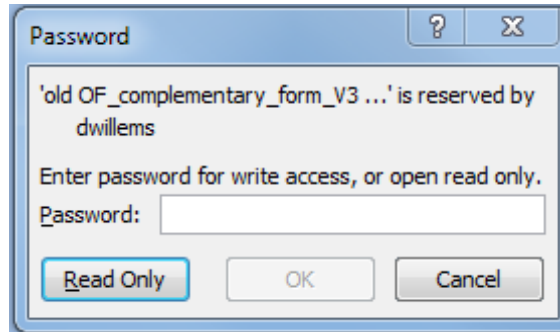 Password
'old OF_complementary_form_V3 ...' is reserved by
dwillems
Enter password for write access, or open read only.
Password:
Read Only OK Cancel